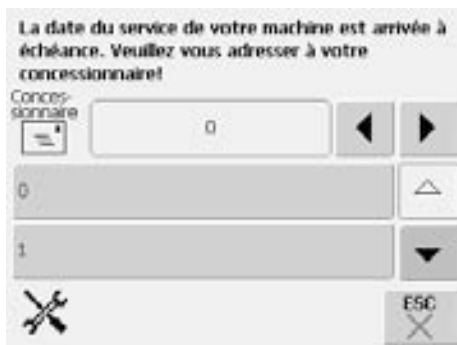 La date du service de votre machine est arrivée à
échéance. Veuillez vous adresser à votre
concessionnaire!
Conces-
sionnaire
0
0
1
ESC